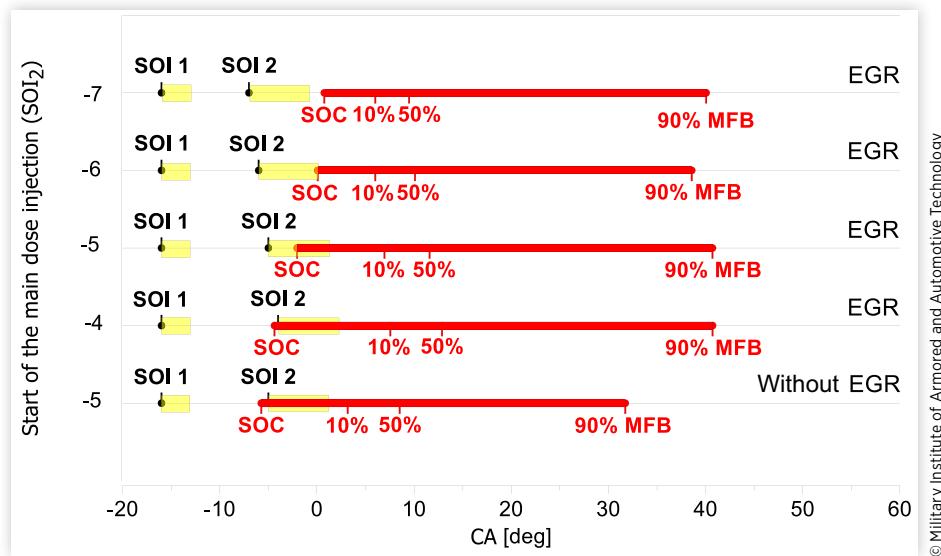 SOI 1 SOI 2
EGR
-7
SOC 10% 50% 90% MFB
SOI 1 SOI 2
EGR
-6
SOC 10% 50% 90% MFB
SOI 1 SOI 2
EGR
-5
SOC 10% 50% 90% MFB
SOI 1 SOI 2
EGR
-4
SOC 10% 50% 90% MFB
SOI 1 SOI 2
Without EGR
-5
SOC 10% 50% 90% MFB
-20 -10 0 10 20 30 40 50 60
CA [deg]
Start of the main dose injection (SOI₂)
© Military Institute of Armored and Automotive Technology